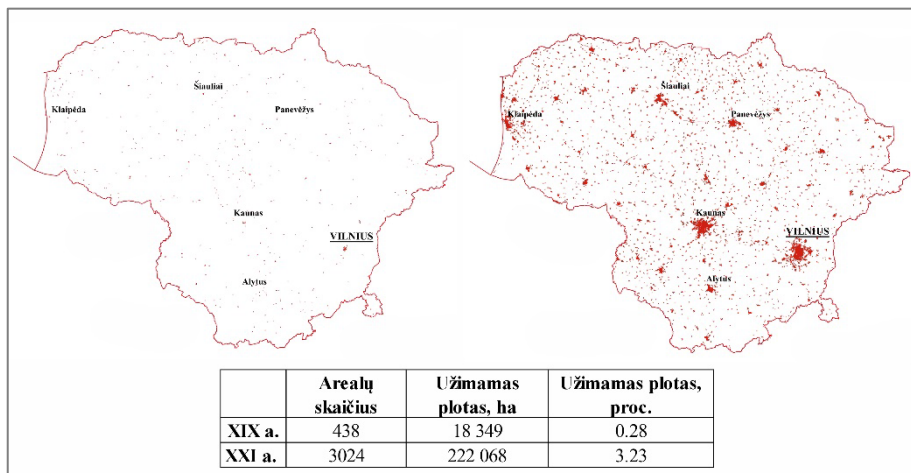 Šiauliai
Klaipėda
Panevėžys
Kaunas
VILNIUS
Alytus
Šiauliai
Klaipėda
Panevėžys
Kaunas
VILNIUS
Alytus
Arealų skaičius
Užimamas plotas, ha
Užimamas plotas, proc.
XIX a. 438 18 349 0.28
XXI a. 3024 222 068 3.23